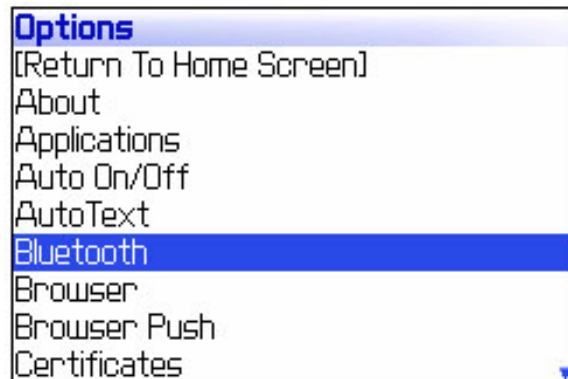 Options
[Return To Home Screen]
About
Applications
Auto On/Off
AutoText
Bluetooth
Browser
Browser Push
Certificates